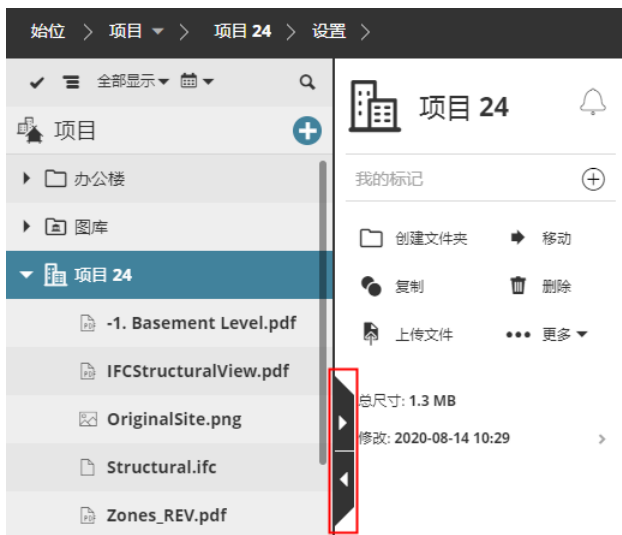 始位 > 项目 > 项目 24 > 设置 >
全部显示
项目
办公楼
图库
项目 24
-1. Basement Level.pdf
IFCStructuralView.pdf
OriginalSite.png
Structural.ifc
Zones_REV.pdf
项目 24
我的标记
创建文件夹 移动
复制 删除
上传文件 更多
总尺寸: 1.3 MB
修改: 2020-08-14 10:29